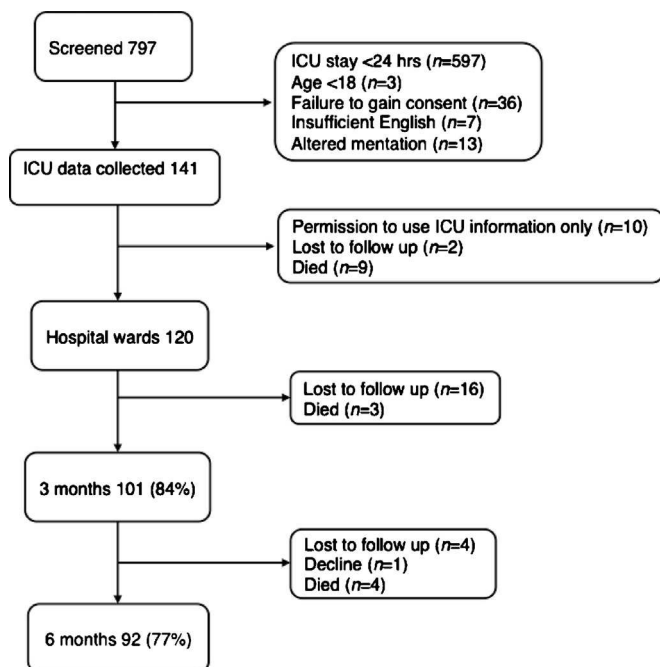 Screened 797
ICU stay <24 hrs (n=597)
Age <18 (n=3)
Failure to gain consent (n=36)
Insufficient English (n=7)
Altered mentation (n=13)
ICU data collected 141
Permission to use ICU information only (n=10)
Lost to follow up (n=2)
Died (n=9)
Hospital wards 120
Lost to follow up (n=16)
Died (n=3)
3 months 101 (84%)
Lost to follow up (n=4)
Decline (n=1)
Died (n=4)
6 months 92 (77%)